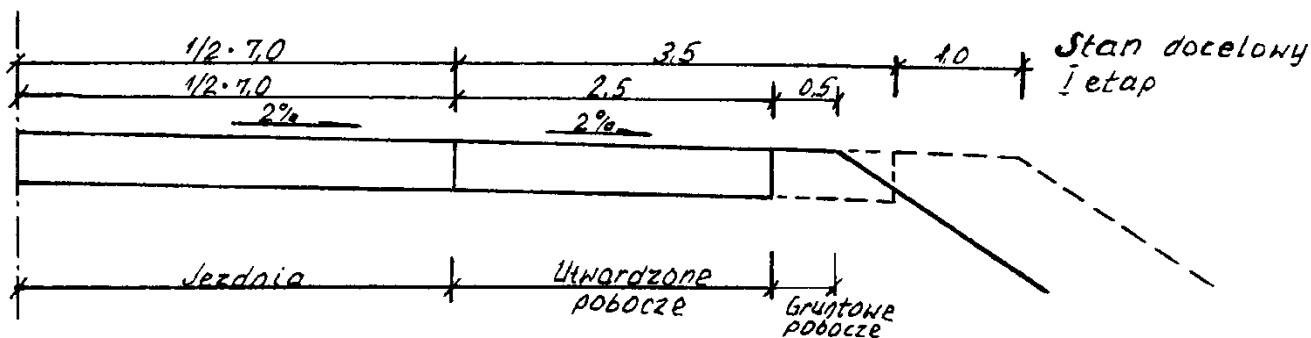 1/2·7,0
3,5
1,0
Stan docelowy
1/2·7,0
2,5
0,5
I etap
2%
2%
Jezdnia
Utwardzone
pobocze
Gruntowe
pobocze